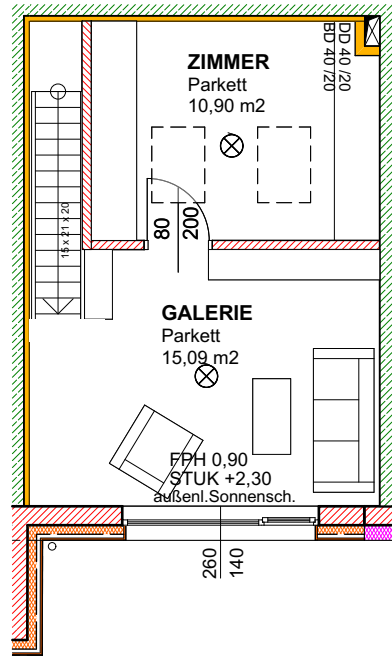 ZIMMER
Parkett
10,90 m2
DD 40 /20
BD 40 /20
15 x 21 x 20
80
200
GALERIE
Parkett
15,09 m2
FPH 0,90
STUK +2,30
außenl.Sonnensch.
260
140